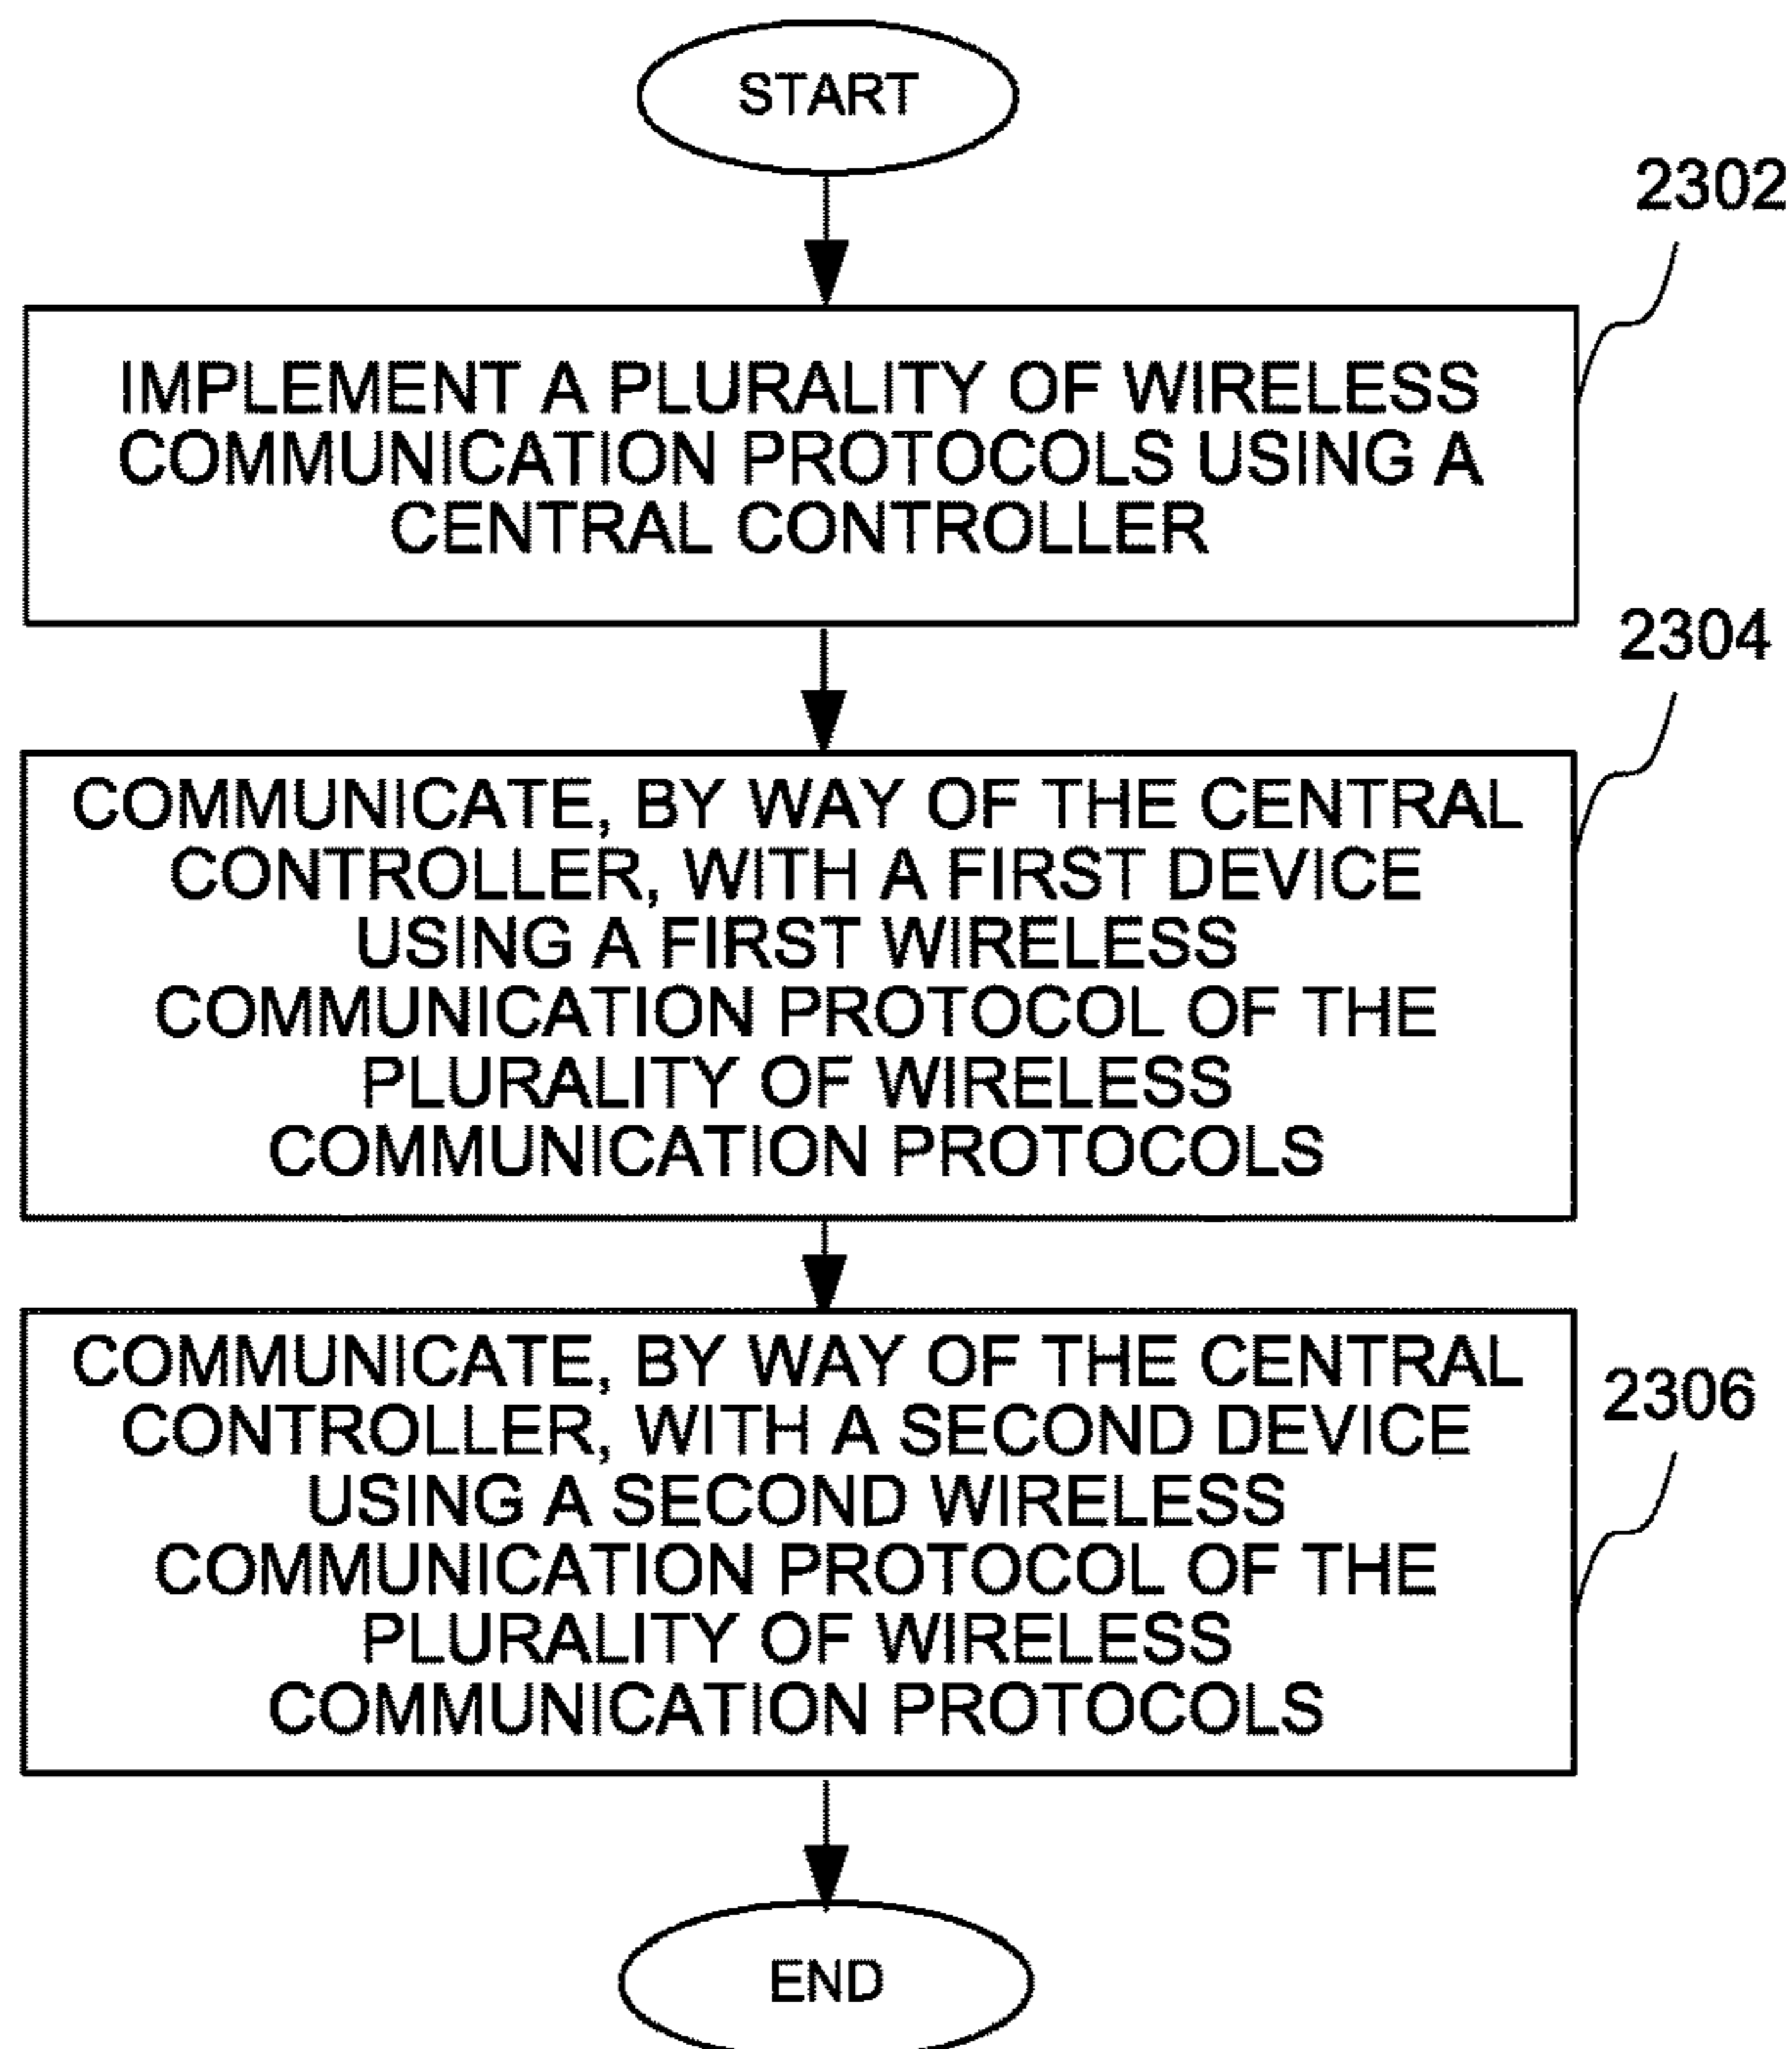 START
2302
IMPLEMENT A PLURALITY OF WIRELESS
COMMUNICATION PROTOCOLS USING A
CENTRAL CONTROLLER
2304
COMMUNICATE, BY WAY OF THE CENTRAL
CONTROLLER, WITH A FIRST DEVICE
USING A FIRST WIRELESS
COMMUNICATION PROTOCOL OF THE
PLURALITY OF WIRELESS
COMMUNICATION PROTOCOLS
2306
COMMUNICATE, BY WAY OF THE CENTRAL
CONTROLLER, WITH A SECOND DEVICE
USING A SECOND WIRELESS
COMMUNICATION PROTOCOL OF THE
PLURALITY OF WIRELESS
COMMUNICATION PROTOCOLS
END